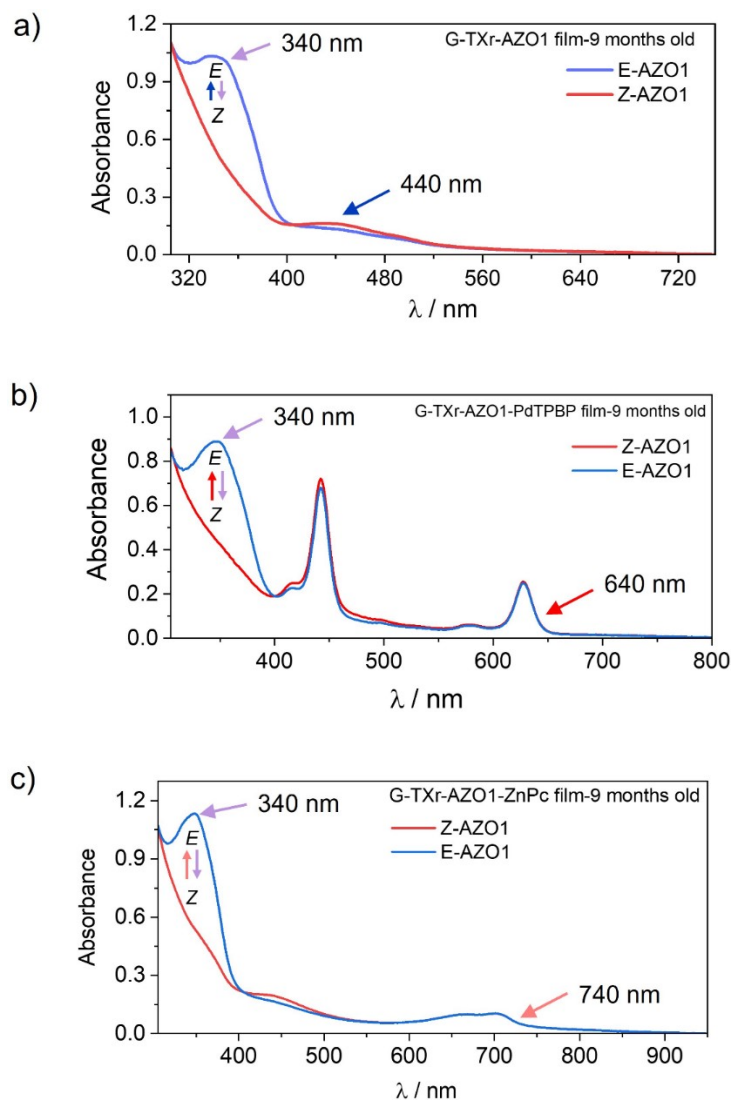 a)
G-TXr-AZO1 film-9 months old
340 nm
E-AZO1
Z-AZO1
E
Z
440 nm
Absorbance
1.2
0.9
0.6
0.3
0.0
320 400 480 560 640 720
λ / nm
b)
G-TXr-AZO1-PdTPBP film-9 months old
340 nm
Z-AZO1
E-AZO1
E
Z
640 nm
Absorbance
1.0
0.8
0.6
0.4
0.2
0.0
400 500 600 700 800
λ / nm
c)
G-TXr-AZO1-ZnPc film-9 months old
340 nm
Z-AZO1
E-AZO1
E
Z
740 nm
Absorbance
1.2
0.9
0.6
0.3
0.0
400 500 600 700 800 900
λ / nm